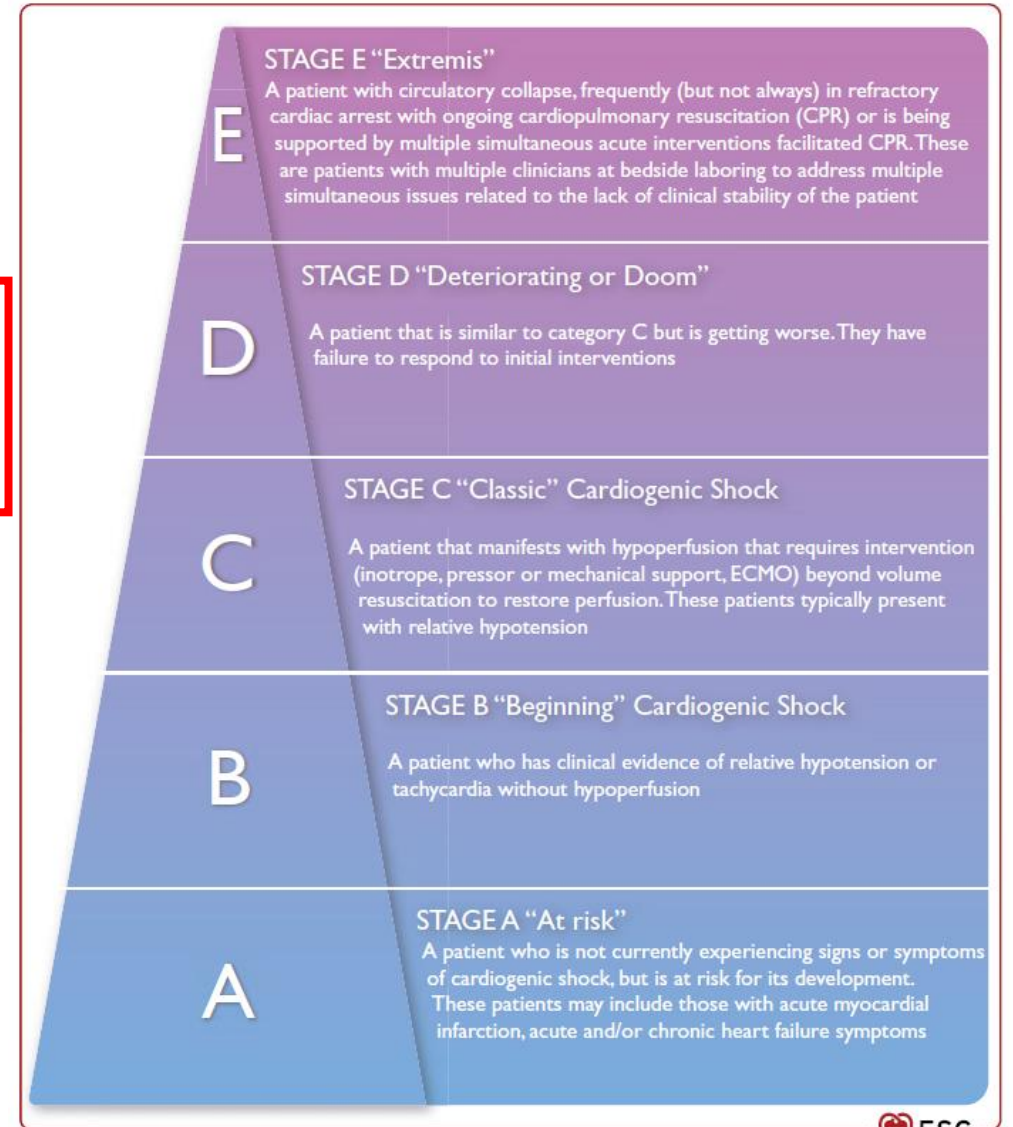 E
STAGE E “Extremis”
A patient with circulatory collapse, frequently (but not always) in refractory
cardiac arrest with ongoing cardiopulmonary resuscitation (CPR) or is being
supported by multiple simultaneous acute interventions facilitated CPR. These
are patients with multiple clinicians at bedside laboring to address multiple
simultaneous issues related to the lack of clinical stability of the patient
D
STAGE D “Deteriorating or Doom”
A patient that is similar to category C but is getting worse. They have
failure to respond to initial interventions
C
STAGE C “Classic” Cardiogenic Shock
A patient that manifests with hypoperfusion that requires intervention
(inotrope, pressor or mechanical support, ECMO) beyond volume
resuscitation to restore perfusion. These patients typically present
with relative hypotension
B
STAGE B “Beginning” Cardiogenic Shock
A patient who has clinical evidence of relative hypotension or
tachycardia without hypoperfusion
A
STAGE A “At risk”
A patient who is not currently experiencing signs or symptoms
of cardiogenic shock, but is at risk for its development.
These patients may include those with acute myocardial
infarction, acute and/or chronic heart failure symptoms
ESC